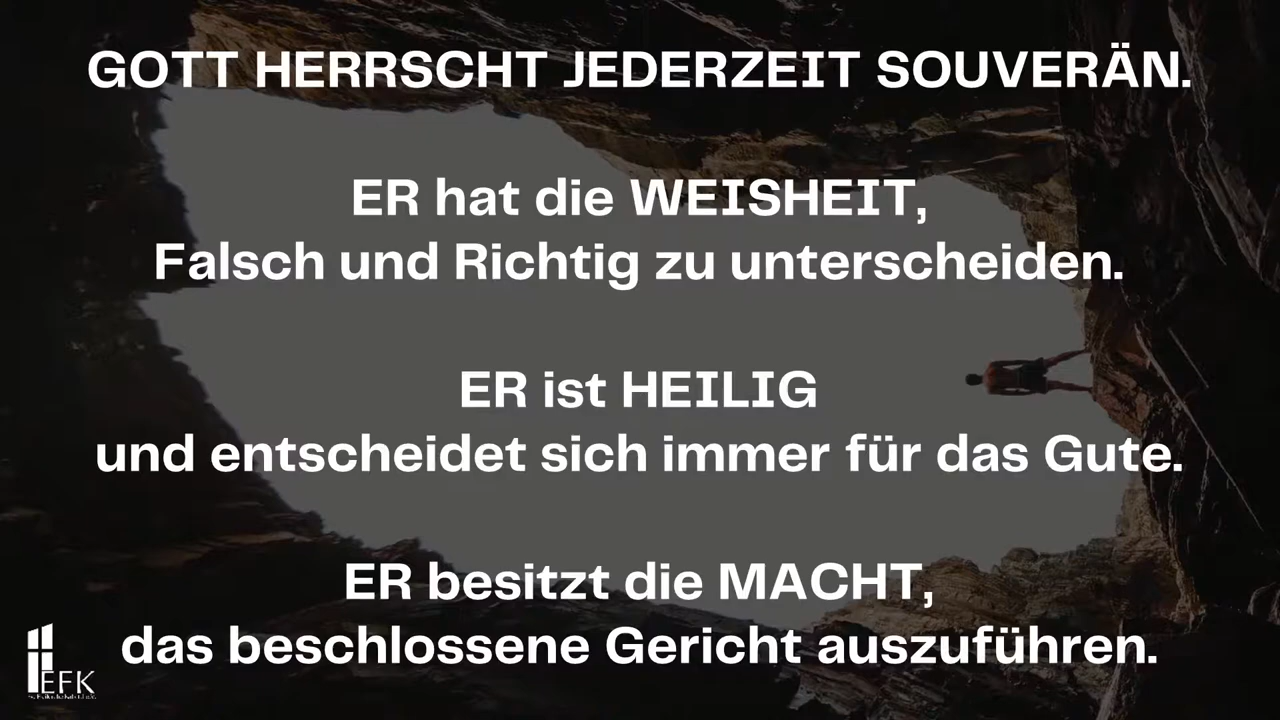 GOTT HERRSCHT JEDERZEIT SOUVERÄN.
ER hat die WEISHEIT,
Falsch und Richtig zu unterscheiden.
ER ist HEILIG
und entscheidet sich immer für das Gute.
ER besitzt die MACHT,
das beschlossene Gericht auszuführen.
EFK